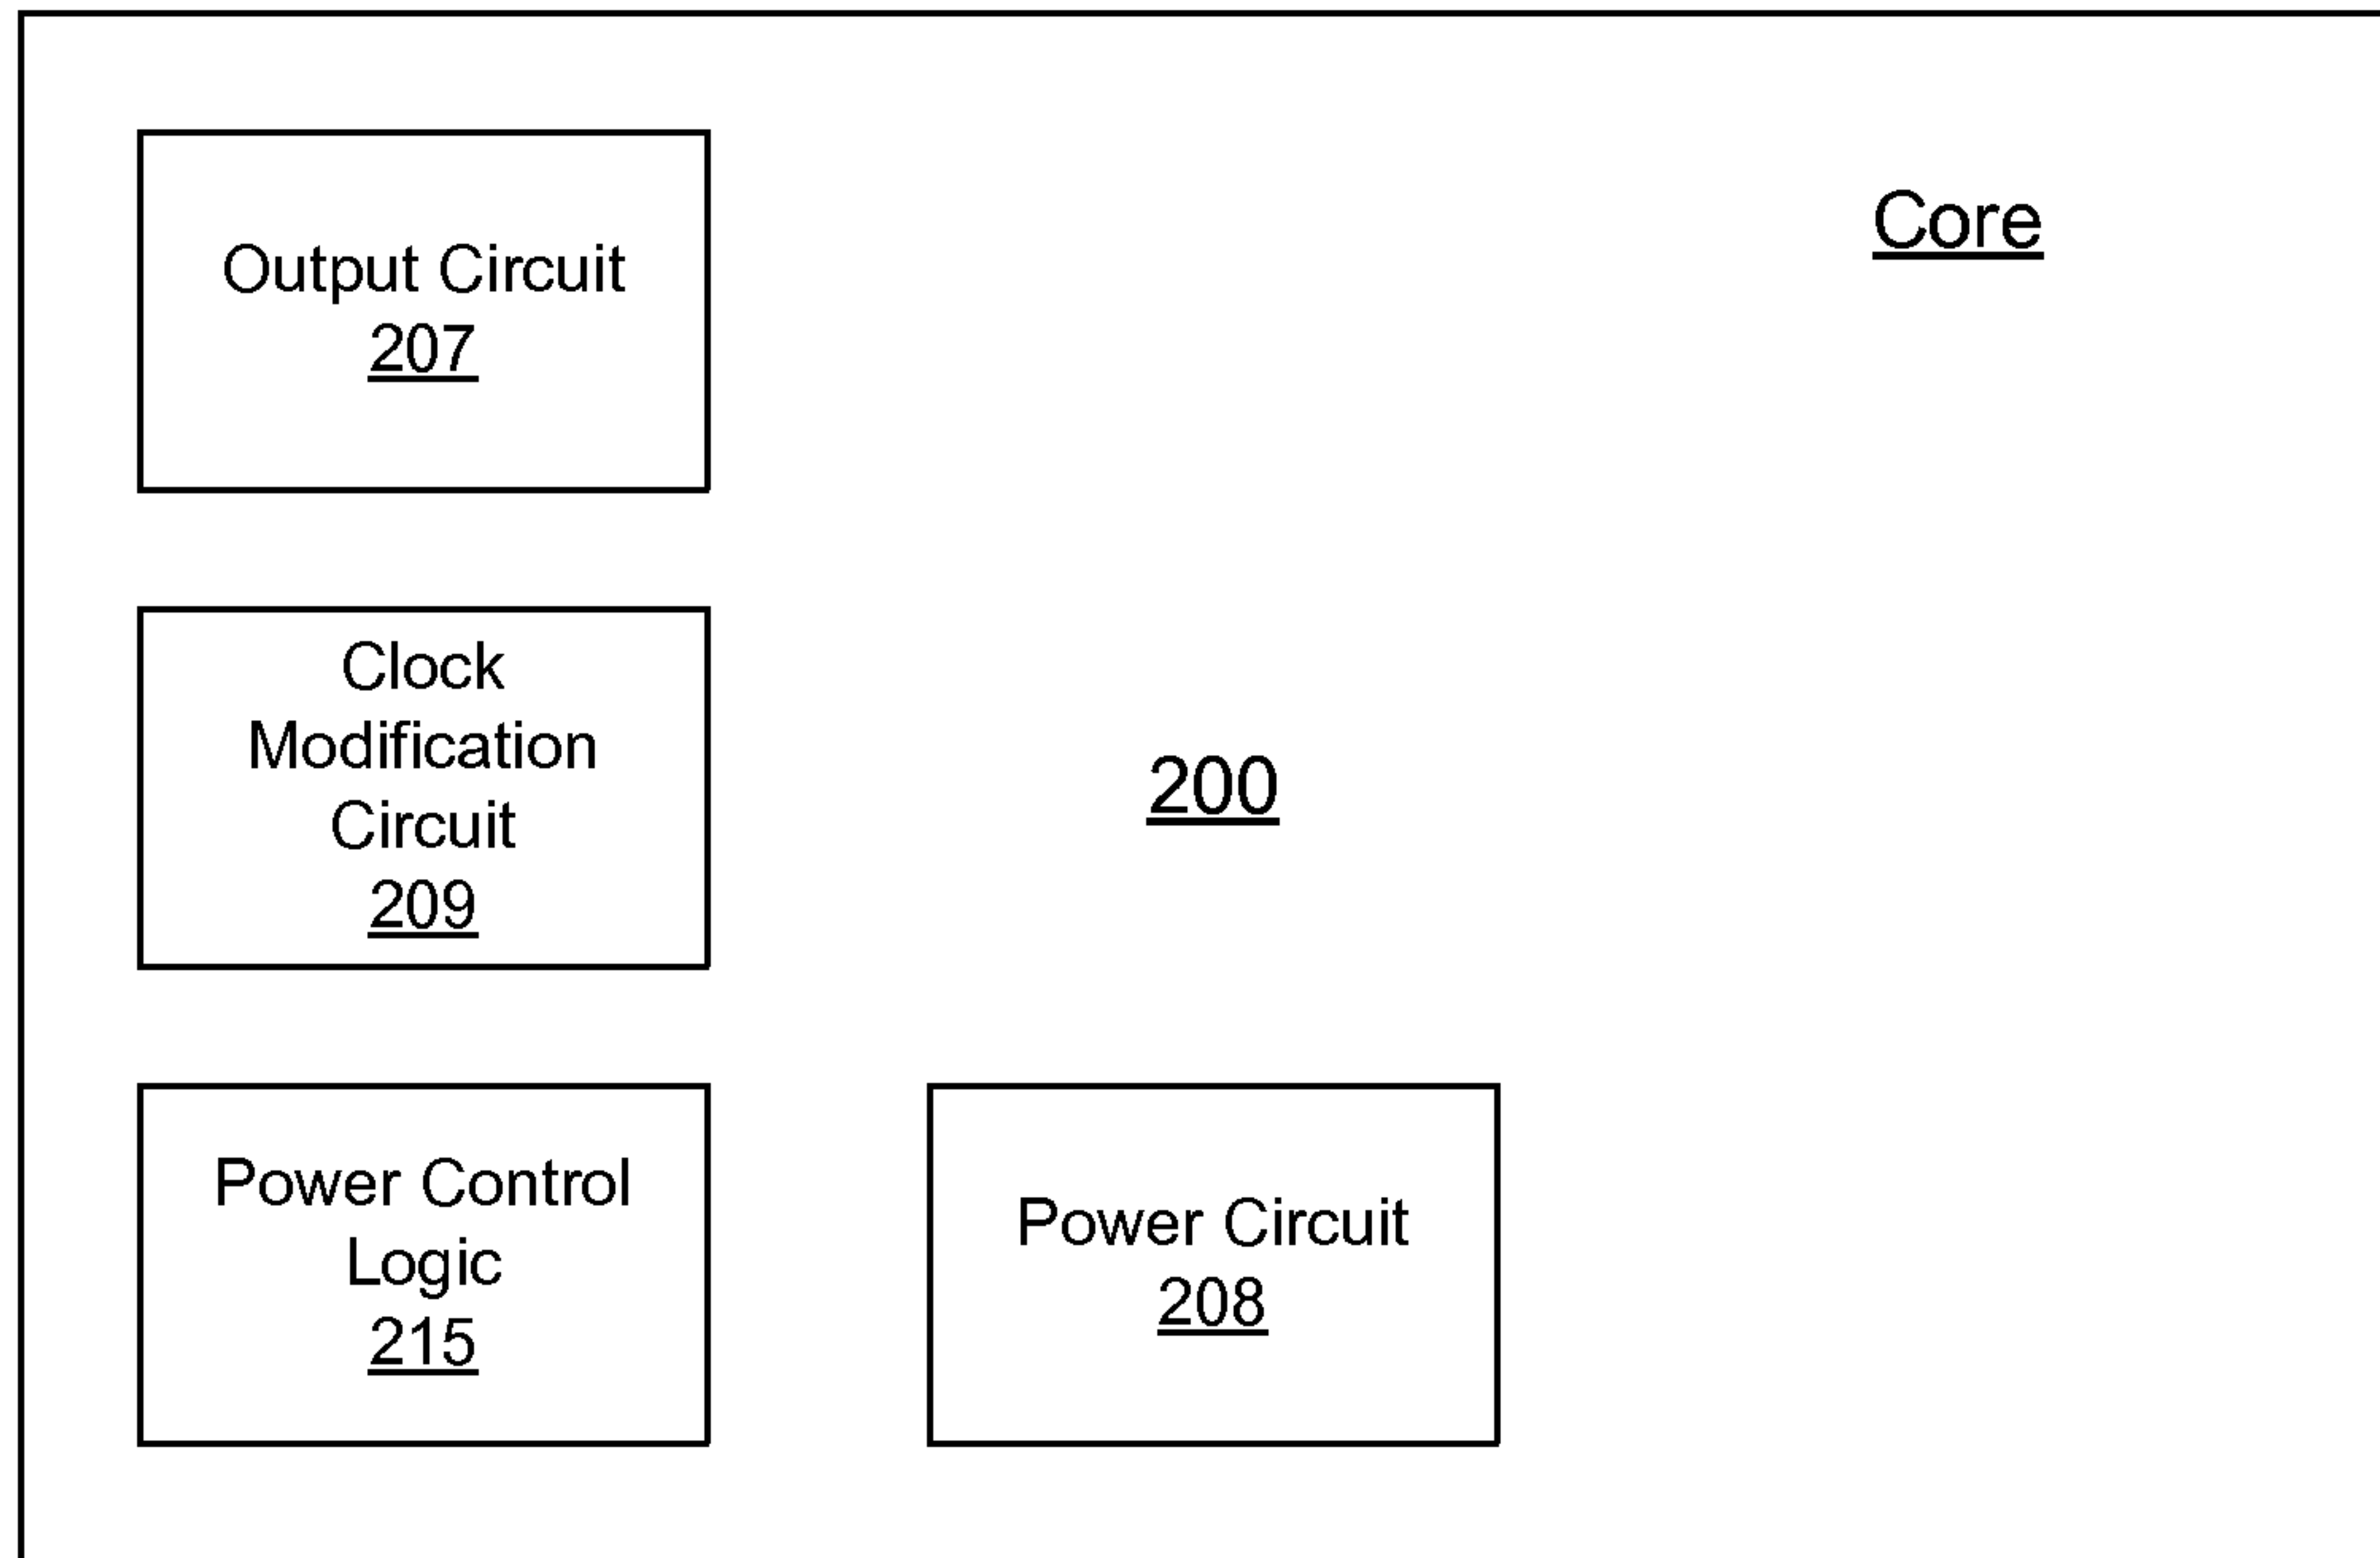 Output Circuit
207
Core
Clock
Modification
Circuit
209
200
Power Control
Logic
215
Power Circuit
208